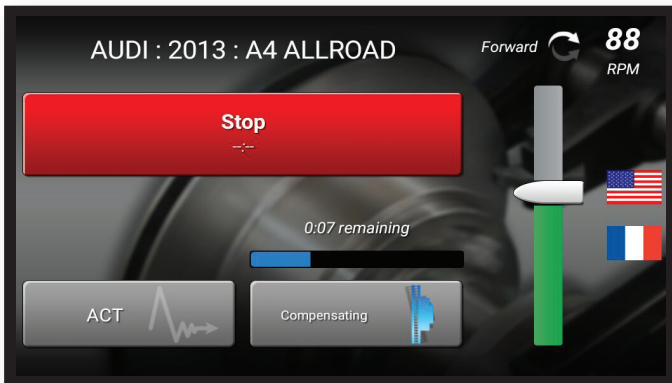 AUDI : 2013 : A4 ALLROAD
Forward
88
RPM
Stop
--:--
0:07 remaining
ACT
Compensating